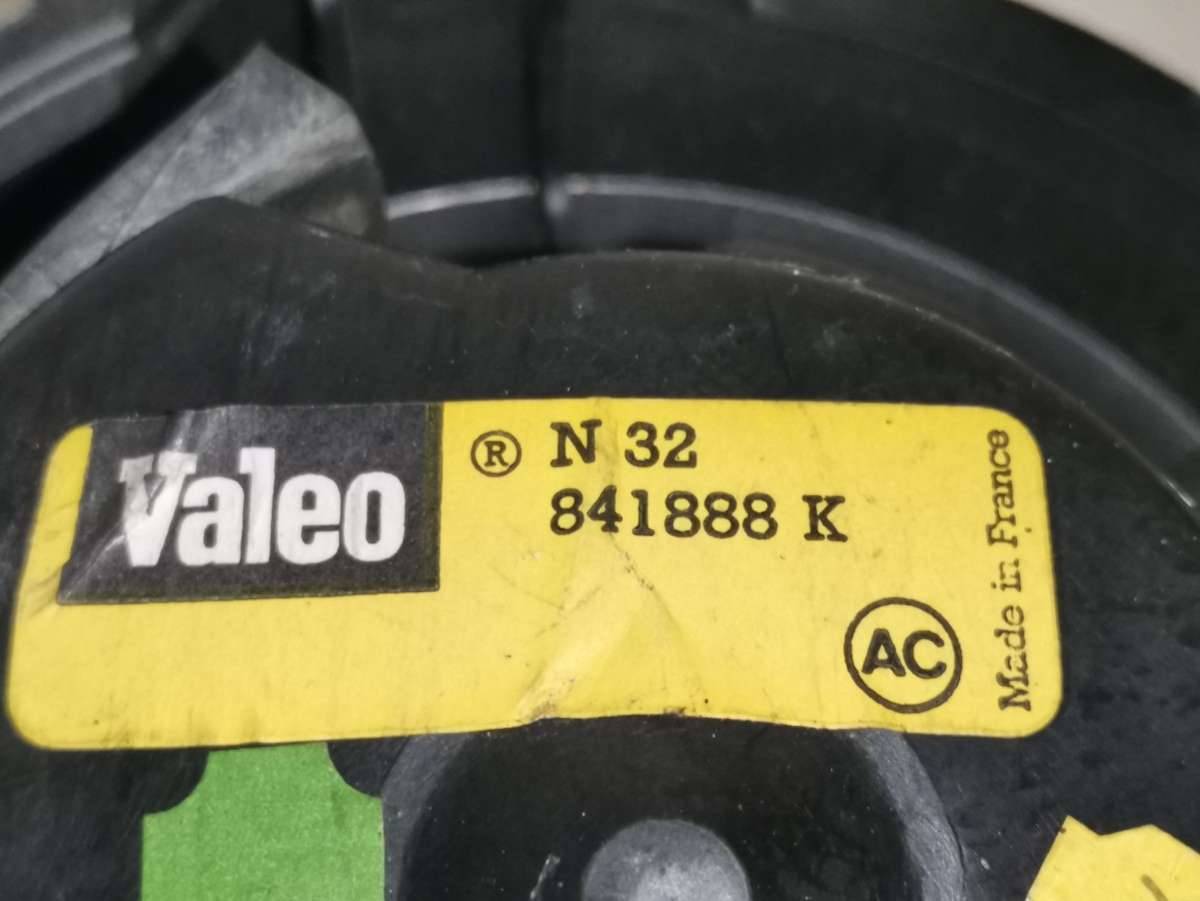 Valeo
® N 32
841888 K
AC
Made in France